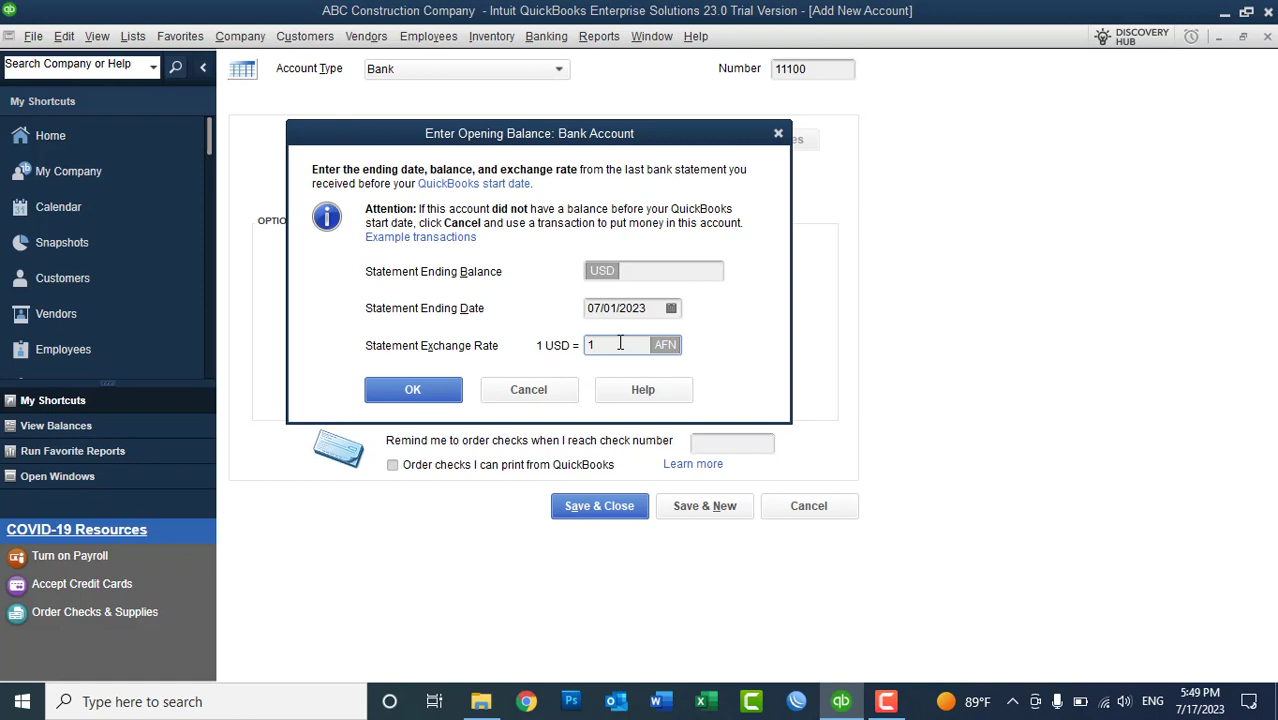 ABC Construction Company - Intuit QuickBooks Enterprise Solutions 23.0 Trial Version - [Add New Account]
File Edit View Lists Favorites Company Customers Vendors Employees Inventory Banking Reports Window Help
DISCOVERY
HUB
Search Company or Help
Account Type Bank Number 11100
My Shortcuts
Home
My Company
Calendar
Snapshots
Customers
Vendors
Employees
My Shortcuts
View Balances
Run Favorite Reports
Open Windows
COVID-19 Resources
Turn on Payroll
Accept Credit Cards
Order Checks & Supplies
Enter Opening Balance: Bank Account
Enter the ending date, balance, and exchange rate from the last bank statement you
received before your QuickBooks start date.
Attention: If this account did not have a balance before your QuickBooks
start date, click Cancel and use a transaction to put money in this account.
Example transactions
Statement Ending Balance USD
Statement Ending Date 07/01/2023
Statement Exchange Rate 1 USD = 1 AFN
OK Cancel Help
OPTIO
es
Remind me to order checks when I reach check number
Order checks I can print from QuickBooks Learn more
Save & Close Save & New Cancel
Type here to search
89°F
ENG
5:49 PM
7/17/2023